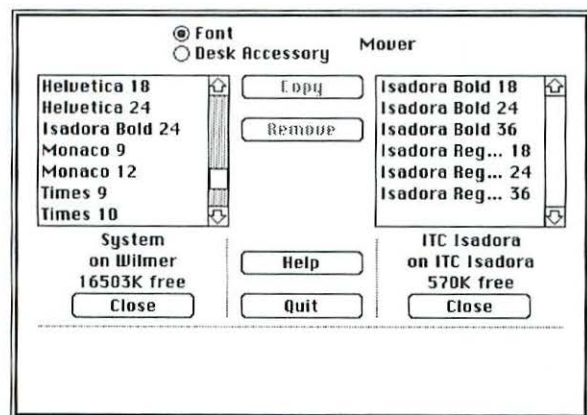 Font
Desk Accessory
Mover
Helvetica 18
Helvetica 24
Isadora Bold 24
Monaco 9
Monaco 12
Times 9
Times 10
System
on Wilmer
16503K free
Close
Copy
Remove
Help
Quit
Isadora Bold 18
Isadora Bold 24
Isadora Bold 36
Isadora Reg... 18
Isadora Reg... 24
Isadora Reg... 36
ITC Isadora
on ITC Isadora
570K free
Close